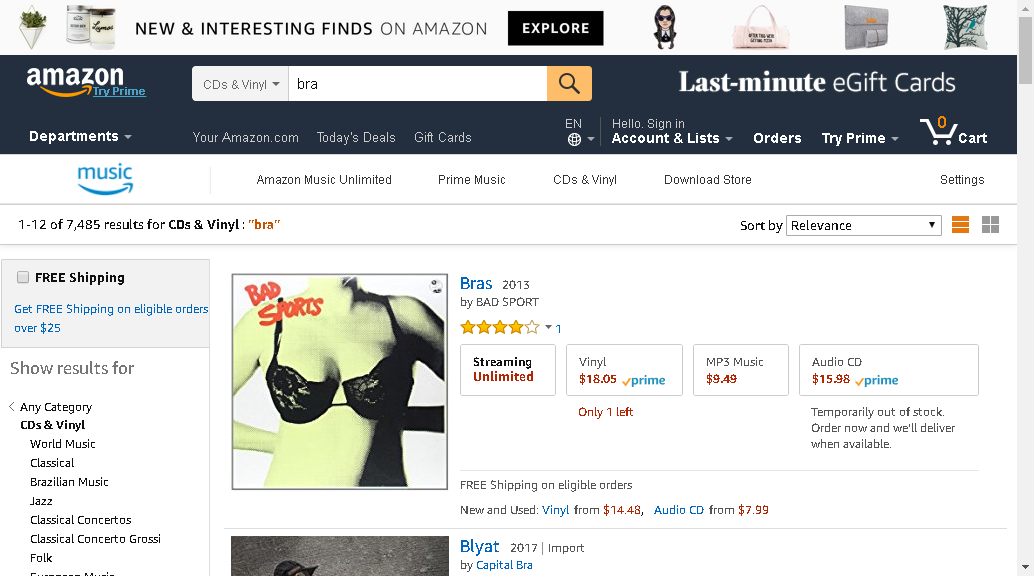 NEW & INTERESTING FINDS ON AMAZON
EXPLORE
amazon
Try Prime
CDs & Vinyl
bra
Last-minute eGift Cards
Departments
Your Amazon.com
Today's Deals
Gift Cards
EN
Hello. Sign in
Account & Lists
Orders
Try Prime
0
Cart
music
Amazon Music Unlimited
Prime Music
CDs & Vinyl
Download Store
Settings
1-12 of 7,485 results for CDs & Vinyl : "bra"
Sort by
Relevance
FREE Shipping
Get FREE Shipping on eligible orders
over $25
Show results for
Any Category
CDs & Vinyl
World Music
Classical
Brazilian Music
Jazz
Classical Concertos
Classical Concerto Grossi
Folk
European Music
BAD
SPORTS
Bras 2013
by BAD SPORT
1
Streaming
Unlimited
Vinyl
$18.05 prime
Only 1 left
MP3 Music
$9.49
Audio CD
$15.98 prime
Temporarily out of stock.
Order now and we'll deliver
when available.
FREE Shipping on eligible orders
New and Used: Vinyl from $14.48, Audio CD from $7.99
Blyat 2017 | Import
by Capital Bra